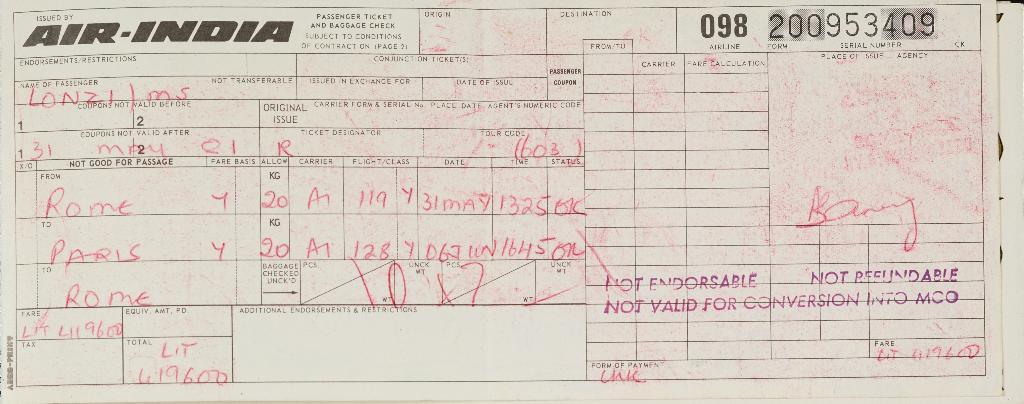 ISSUED BY
AIR-INDIA
PASSENGER TICKET
AND BAGGAGE CHECK
SUBJECT TO CONDITIONS
OF CONTRACT ON (PAGE 2)
ORIGIN
DESTINATION
098 200953409
AIRLINE FORM SERIAL NUMBER CK
ENDORSEMENTS/RESTRICTIONS
CONJUNCTION TICKET(S)
FROM/TO
CARRIER FARE CALCULATION
PLACE OF ISSUE AGENCY
PASSENGER
COUPON
NAME OF PASSENGER NOT TRANSFERABLE
ISSUED IN EXCHANGE FOR
DATE OF ISSUE
LONZI MS
COUPONS NOT VALID BEFORE
1 2
ORIGINAL
ISSUE
CARRIER FORM & SERIAL No. PLACE DATE AGENT'S NUMERIC CODE
COUPONS NOT VALID AFTER
TICKET DESIGNATOR
TOUR CODE
1 31 MAY 2 R (603)
X/O NOT GOOD FOR PASSAGE FARE BASIS ALLOW CARRIER FLIGHT/CLASS DATE TIME STATUS
FROM
KG
ROME Y 20 AI 119 Y 31 MAY 1325 OK
TO
KG
PARIS Y 20 AI 128 Y 06 JUN 1645 OK
TO
ROME
BAGGAGE
CHECKED
UNCK'D
PCS
WT
UNCK
WT
PCS
WT
UNCK
WT
NOT ENDORSABLE NOT REFUNDABLE
NOT VALID FOR CONVERSION INTO MCO
FARE
LIT 419600
EQUIV. AMT. PD.
ADDITIONAL ENDORSEMENTS & RESTRICTIONS
TAX
TOTAL
LIT
419600
FARE
LIT 419600
FORM OF PAYMENT